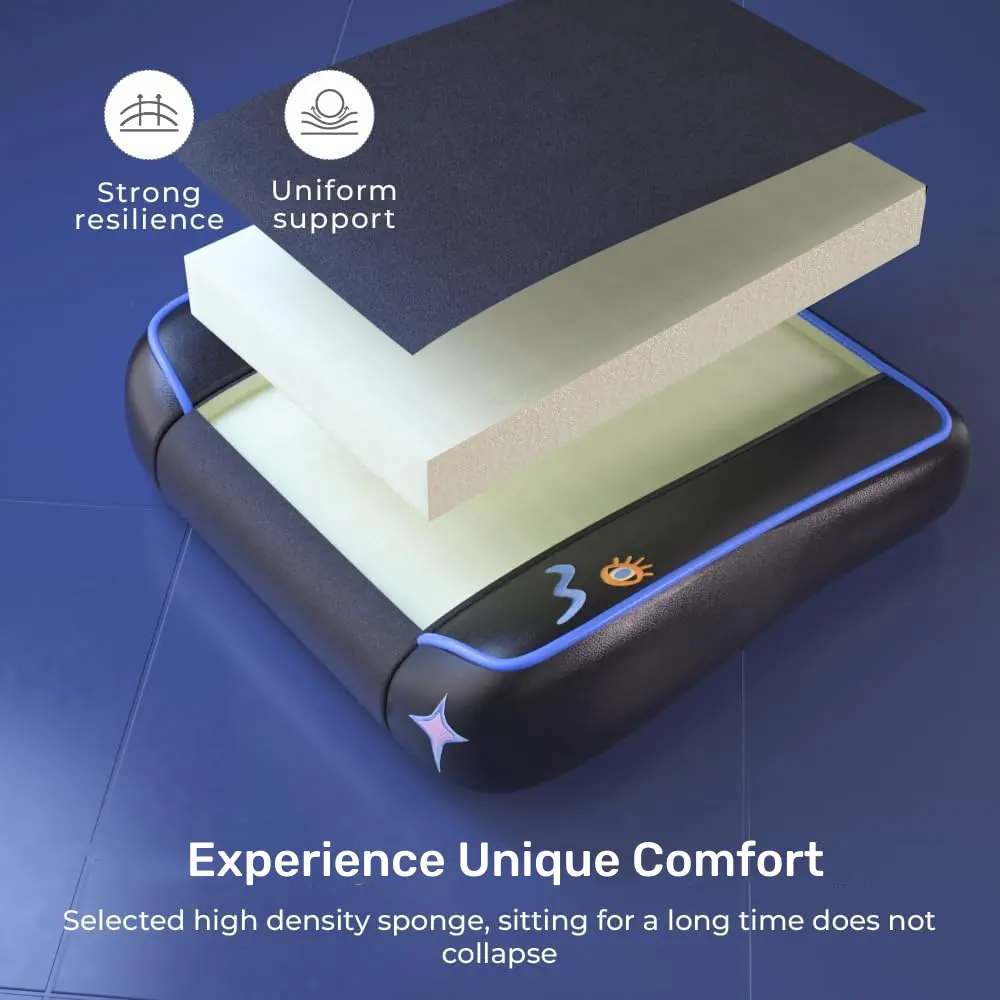 Strong
resilience
Uniform
support
Experience Unique Comfort
Selected high density sponge, sitting for a long time does not
collapse